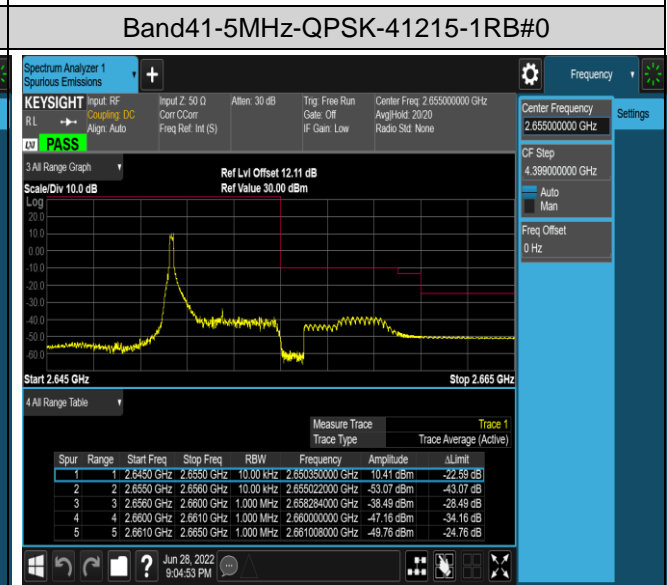 Band41-5MHz-QPSK-41215-1RB#0
Spectrum Analyzer 1
Spurious Emissions
+
Frequency
KEYSIGHT
RL
LXI PASS
Input: RF
Coupling: DC
Align: Auto
Input Z: 50 Ω
Corr CCorr
Freq Ref: Int (S)
Atten: 30 dB
Trig: Free Run
Gate: Off
IF Gain: Low
Center Freq: 2.655000000 GHz
Avg|Hold: 20/20
Radio Std: None
Center Frequency
2.655000000 GHz
Settings
CF Step
4.399000000 GHz
Auto
Man
Freq Offset
0 Hz
3 All Range Graph
Scale/Div 10.0 dB
Ref Lvl Offset 12.11 dB
Ref Value 30.00 dBm
Log
20.0
10.0
0.00
-10.0
-20.0
-30.0
-40.0
-50.0
-60.0
Start 2.645 GHz
Stop 2.665 GHz
4 All Range Table
Measure Trace Trace 1
Trace Type Trace Average (Active)
Spur Range Start Freq Stop Freq RBW Frequency Amplitude ΔLimit
1 1 2.6450 GHz 2.6550 GHz 10.00 kHz 2.650350000 GHz 10.41 dBm -22.59 dB
2 2 2.6550 GHz 2.6560 GHz 10.00 kHz 2.655022000 GHz -53.07 dBm -43.07 dB
3 3 2.6560 GHz 2.6600 GHz 1.000 MHz 2.658284000 GHz -38.49 dBm -28.49 dB
4 4 2.6600 GHz 2.6610 GHz 1.000 MHz 2.660000000 GHz -47.16 dBm -34.16 dB
5 5 2.6610 GHz 2.6650 GHz 1.000 MHz 2.661008000 GHz -49.76 dBm -24.76 dB
?
Jun 28, 2022
9:04:53 PM